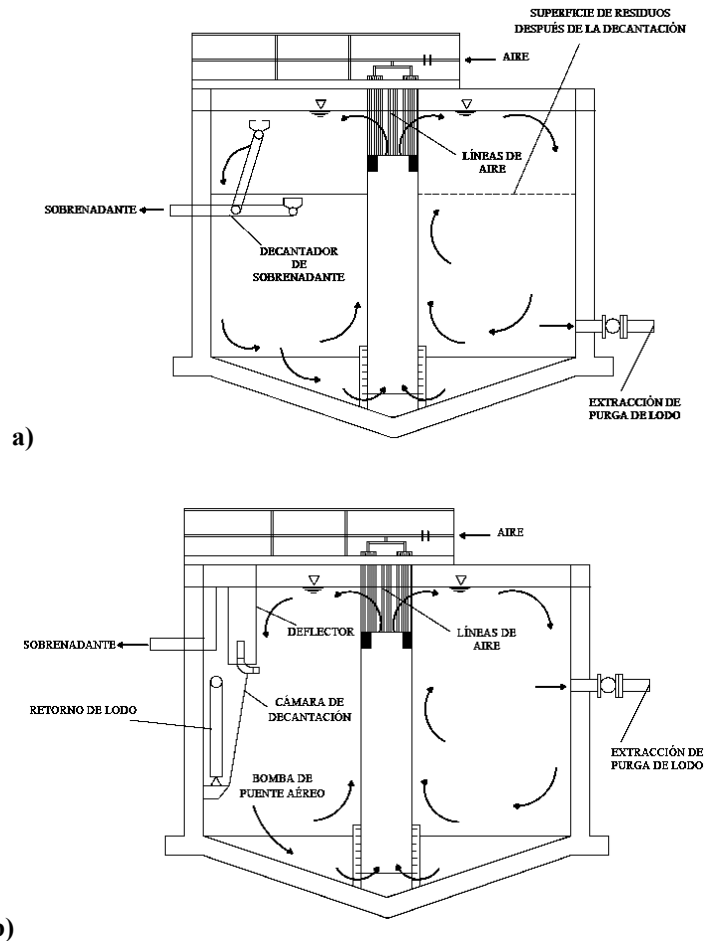 SUPERFICIE DE RESIDUOS
DESPUÉS DE LA DECANTACIÓN
AIRE
LÍNEAS DE
AIRE
SOBRENADANTE
DECANTADOR
DE
SOBRENADANTE
EXTRACCIÓN DE
PURGA DE LODO
a)
AIRE
DEFLECTOR
LÍNEAS DE
AIRE
SOBRENADANTE
CÁMARA DE
DECANTACIÓN
RETORNO DE LODO
EXTRACCIÓN DE
PURGA DE LODO
BOMBA DE
PUENTE AÉREO
b)